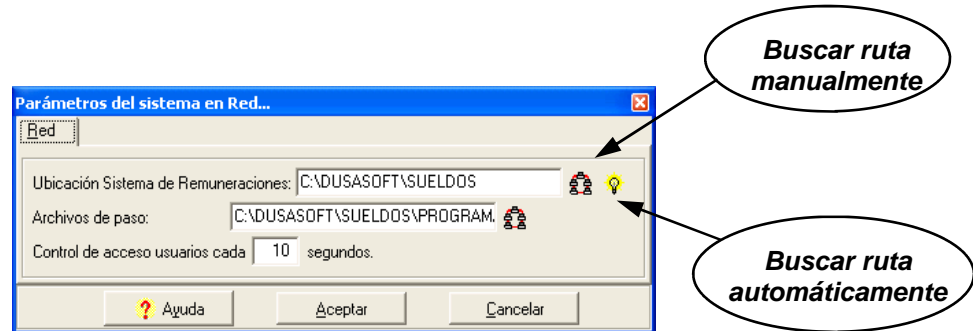 Buscar ruta
manualmente
Parámetros del sistema en Red...
Red
Ubicación Sistema de Remuneraciones: C:\DUSASOFT\SUELDOS
Archivos de paso: C:\DUSASOFT\SUELDOS\PROGRAM.
Control de acceso usuarios cada 10 segundos.
Buscar ruta
automáticamente
? Ayuda Aceptar Cancelar